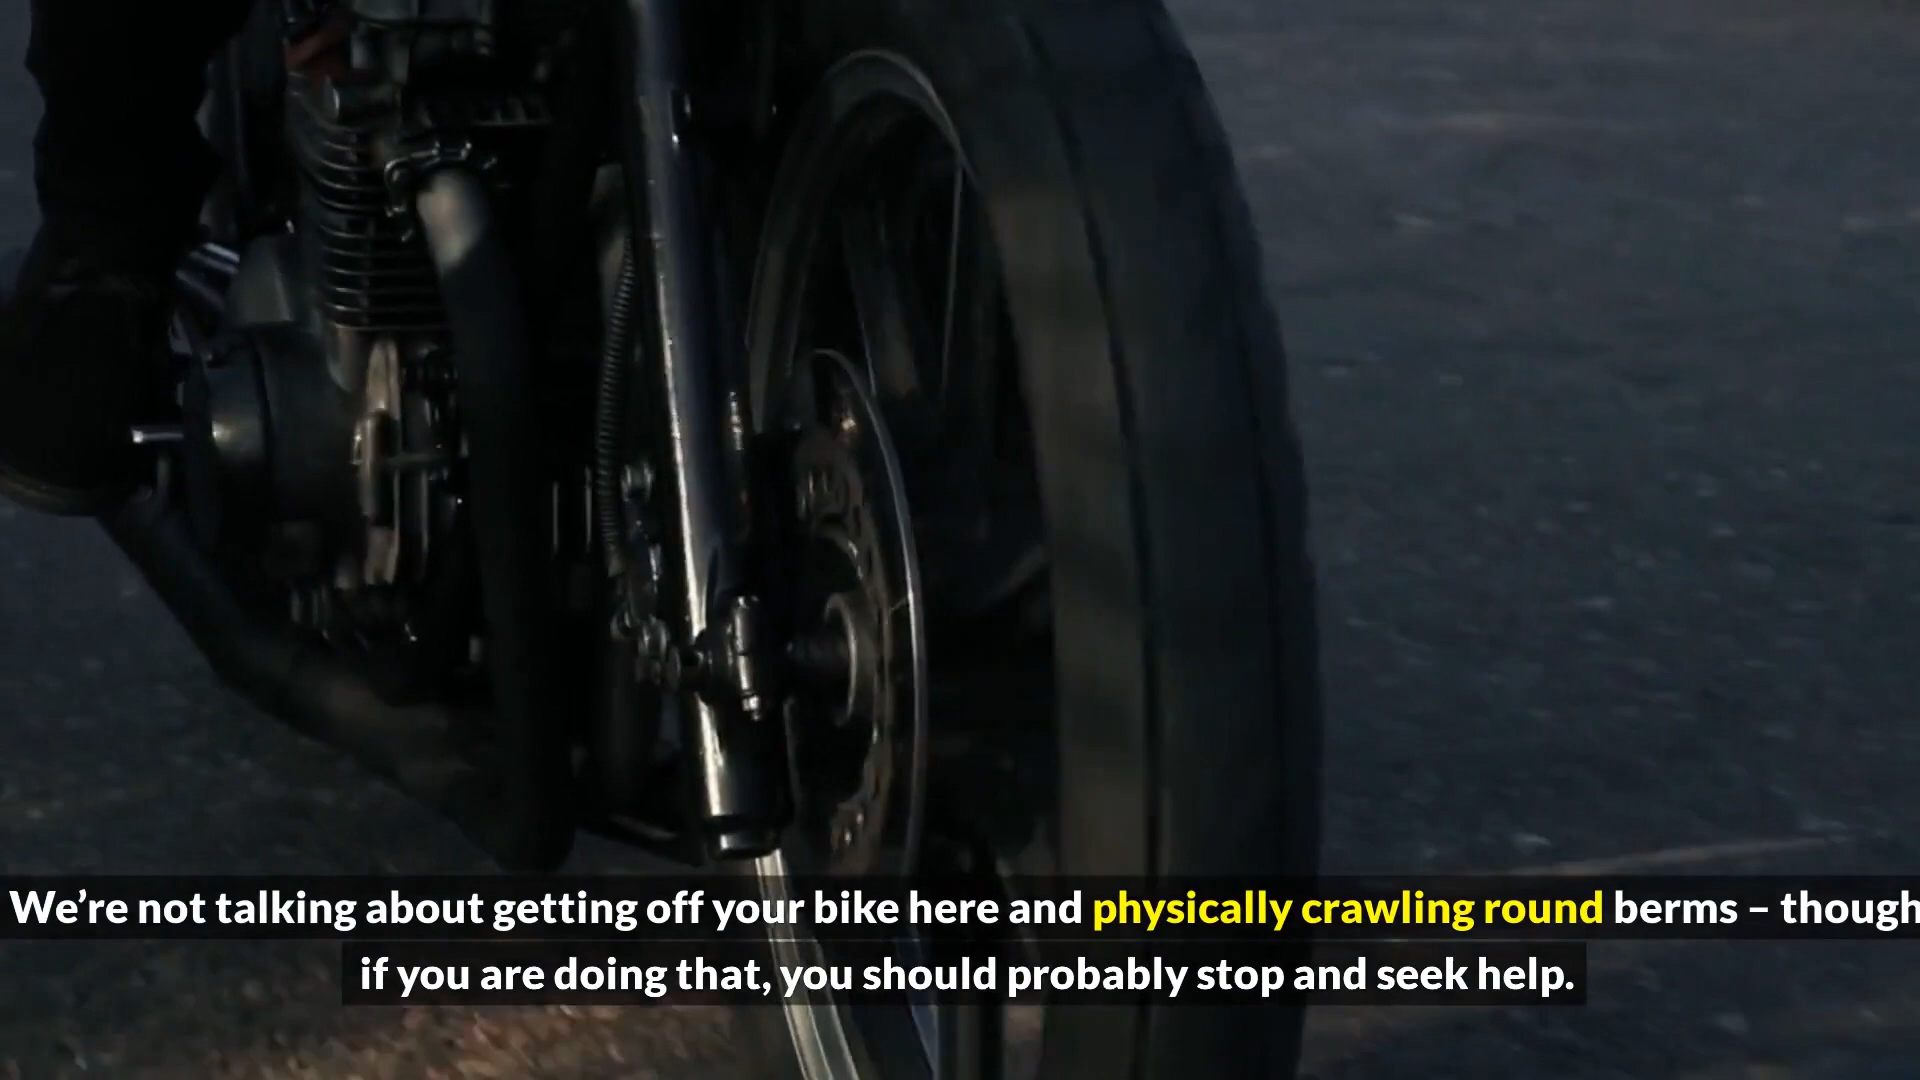 We’re not talking about getting off your bike here and physically crawling round berms – though
if you are doing that, you should probably stop and seek help.